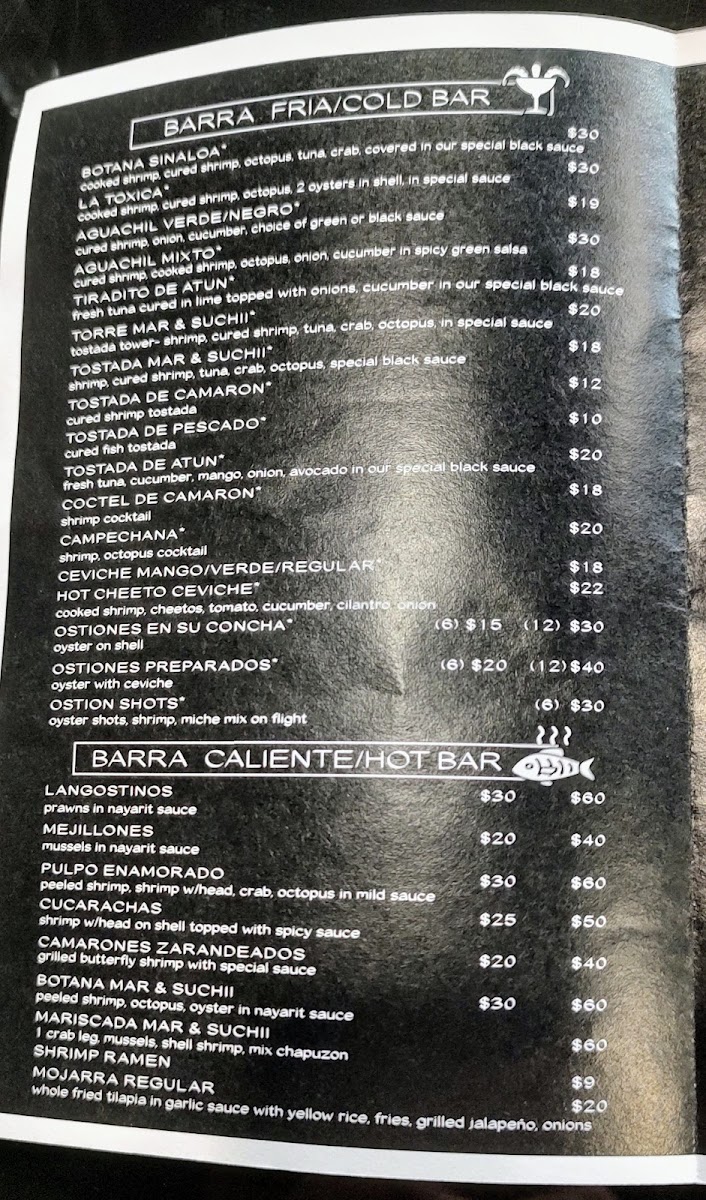 BARRA FRIA/COLD BAR
BOTANA SINALOA* $30
cooked shrimp, cured shrimp, octopus, tuna, crab, covered in our special black sauce
LA TOXICA* $30
cooked shrimp, cured shrimp, octopus, 2 oysters in shell, in special sauce
AGUACHIL VERDE/NEGRO* $19
cured shrimp, onion, cucumber, choice of green or black sauce
AGUACHIL MIXTO* $30
cured shrimp, cooked shrimp, octopus, onion, cucumber in spicy green salsa
TIRADITO DE ATUN* $18
fresh tuna cured in lime topped with onions, cucumber in our special black sauce
TORRE MAR & SUCHII* $20
tostada tower- shrimp, cured shrimp, tuna, crab, octopus, in special sauce
TOSTADA MAR & SUCHII* $18
shrimp, cured shrimp, tuna, crab, octopus, special black sauce
TOSTADA DE CAMARON* $12
cured shrimp tostada
TOSTADA DE PESCADO* $10
cured fish tostada
TOSTADA DE ATUN* $20
fresh tuna, cucumber, mango, onion, avocado in our special black sauce
COCTEL DE CAMARON* $18
shrimp cocktail
CAMPECHANA* $20
shrimp, octopus cocktail
CEVICHE MANGO/VERDE/REGULAR* $18
HOT CHEETO CEVICHE* $22
cooked shrimp, cheetos, tomato, cucumber, cilantro, onion
OSTIONES EN SU CONCHA* (6) $15 (12) $30
oyster on shell
OSTIONES PREPARADOS* (6) $20 (12) $40
oyster with ceviche
OSTION SHOTS* (6) $30
oyster shots, shrimp, miche mix on flight
BARRA CALIENTE/HOT BAR
LANGOSTINOS $30 $60
prawns in nayarit sauce
MEJILLONES $20 $40
mussels in nayarit sauce
PULPO ENAMORADO $30 $60
peeled shrimp, shrimp w/head, crab, octopus in mild sauce
CUCARACHAS $25 $50
shrimp w/head on shell topped with spicy sauce
CAMARONES ZARANDEADOS $20 $40
grilled butterfly shrimp with special sauce
BOTANA MAR & SUCHII $30 $60
peeled shrimp, octopus, oyster in nayarit sauce
MARISCADA MAR & SUCHII $60
1 crab leg, mussels, shell shrimp, mix chapuzon
SHRIMP RAMEN $9
MOJARRA REGULAR $20
whole fried tilapia in garlic sauce with yellow rice, fries, grilled jalapeño, onions